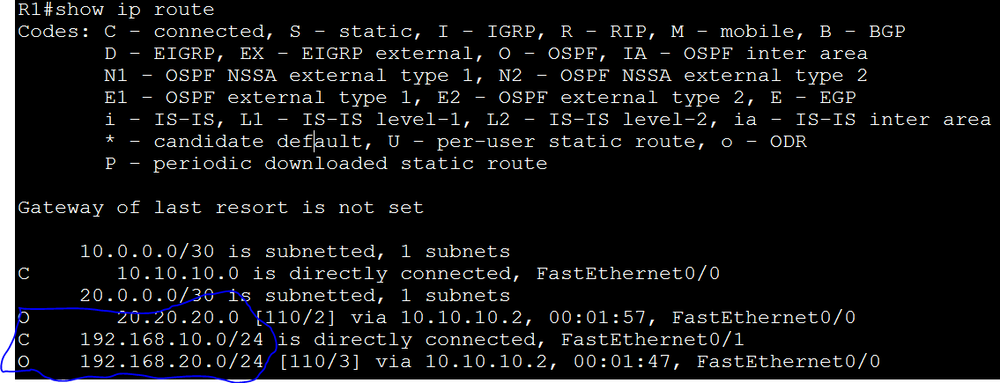 R1#show ip route
Codes: C - connected, S - static, I - IGRP, R - RIP, M - mobile, B - BGP
D - EIGRP, EX - EIGRP external, O - OSPF, IA - OSPF inter area
N1 - OSPF NSSA external type 1, N2 - OSPF NSSA external type 2
E1 - OSPF external type 1, E2 - OSPF external type 2, E - EGP
i - IS-IS, L1 - IS-IS level-1, L2 - IS-IS level-2, ia - IS-IS inter area
* - candidate default, U - per-user static route, o - ODR
P - periodic downloaded static route
Gateway of last resort is not set
10.0.0.0/30 is subnetted, 1 subnets
C 10.10.10.0 is directly connected, FastEthernet0/0
20.0.0.0/30 is subnetted, 1 subnets
O 20.20.20.0 [110/2] via 10.10.10.2, 00:01:57, FastEthernet0/0
C 192.168.10.0/24 is directly connected, FastEthernet0/1
O 192.168.20.0/24 [110/3] via 10.10.10.2, 00:01:47, FastEthernet0/0